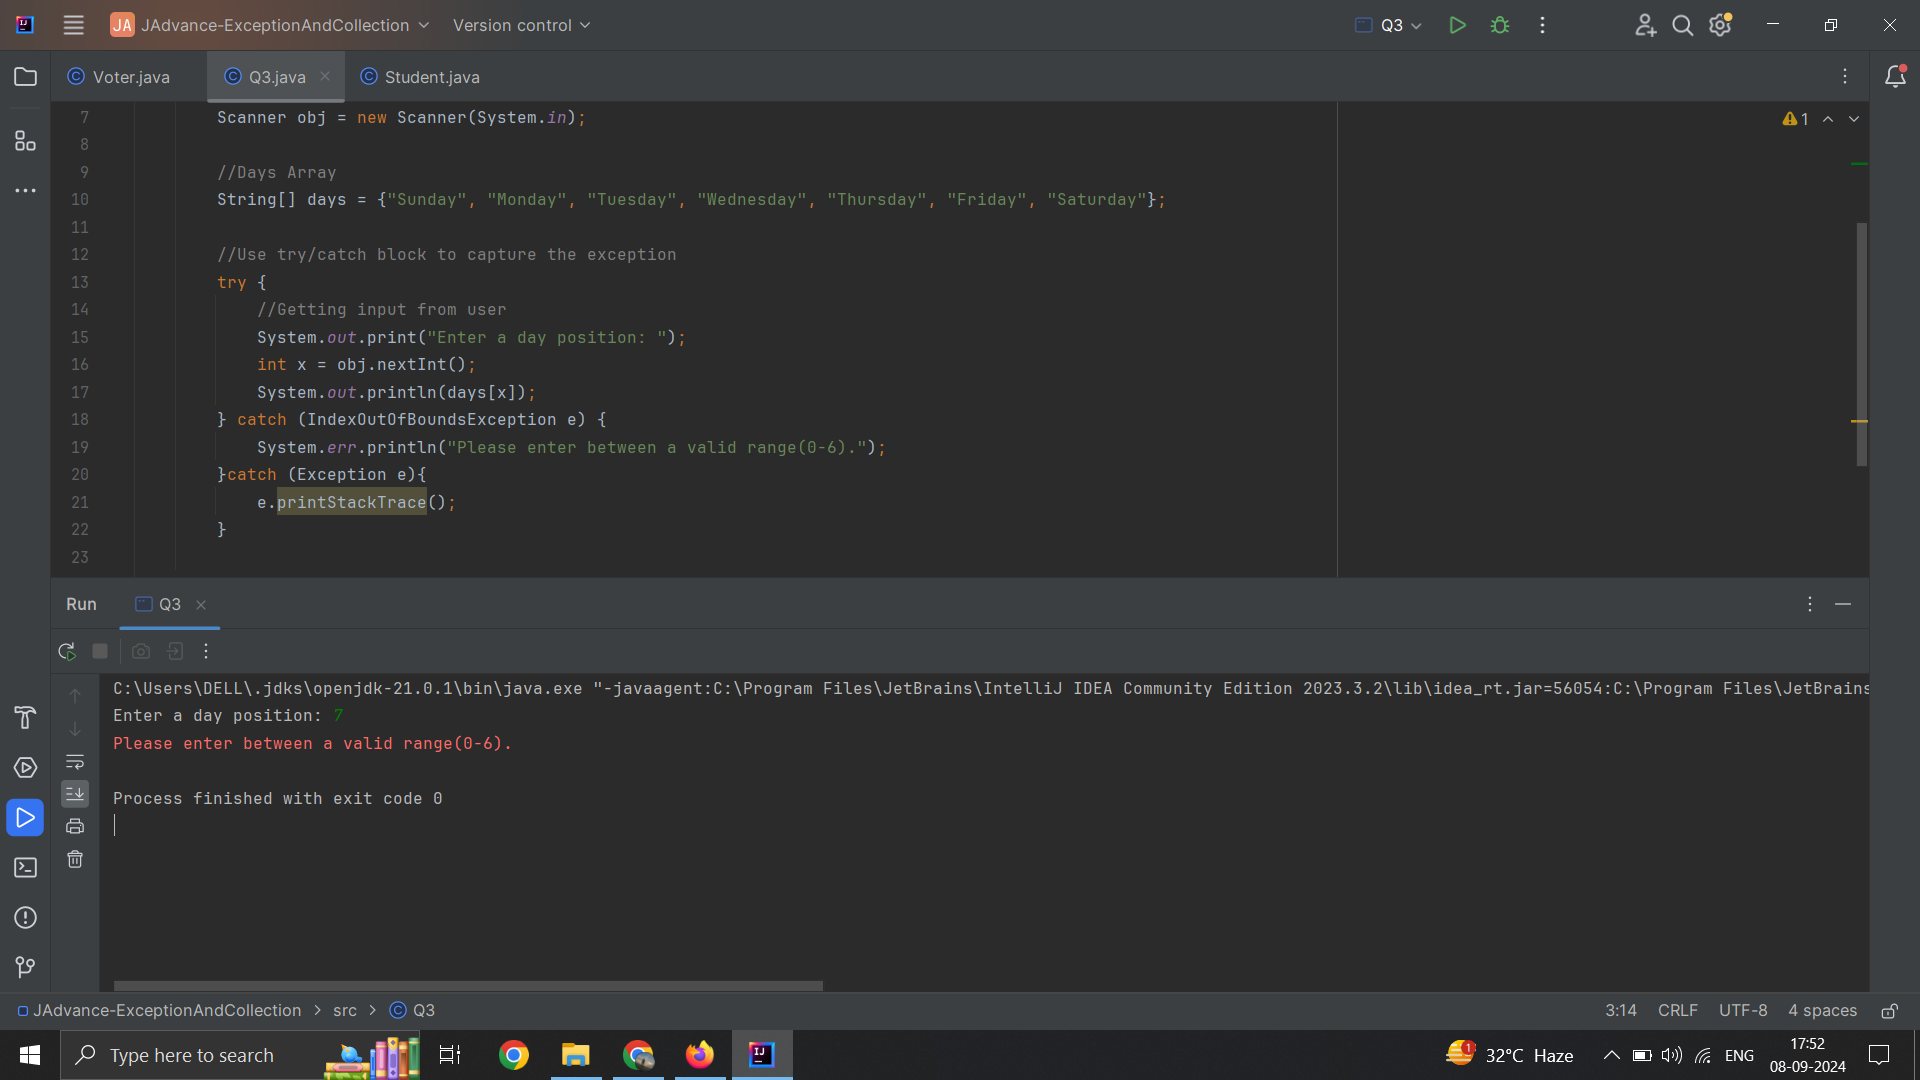 JA JAdvance-ExceptionAndCollection Version control Q3
Voter.java Q3.java Student.java
7 Scanner obj = new Scanner(System.in);
1
8
9 //Days Array
10 String[] days = {"Sunday", "Monday", "Tuesday", "Wednesday", "Thursday", "Friday", "Saturday"};
11
12 //Use try/catch block to capture the exception
13 try {
14 //Getting input from user
15 System.out.print("Enter a day position: ");
16 int x = obj.nextInt();
17 System.out.println(days[x]);
18 } catch (IndexOutOfBoundsException e) {
19 System.err.println("Please enter between a valid range(0-6).");
20 }catch (Exception e){
21 e.printStackTrace();
22 }
23
Run Q3
C:\Users\DELL\.jdks\openjdk-21.0.1\bin\java.exe "-javaagent:C:\Program Files\JetBrains\IntelliJ IDEA Community Edition 2023.3.2\lib\idea_rt.jar=56054:C:\Program Files\JetBrains
Enter a day position: 7
Please enter between a valid range(0-6).
Process finished with exit code 0
JAdvance-ExceptionAndCollection > src > Q3 3:14 CRLF UTF-8 4 spaces
Type here to search 1 32°C Haze ENG 17:52
08-09-2024